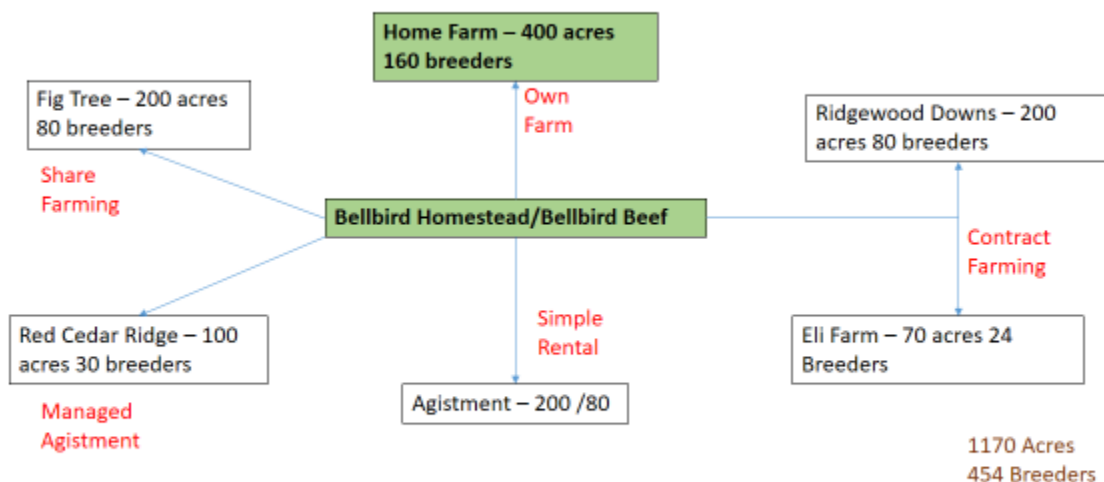 Home Farm – 400 acres
160 breeders
Fig Tree – 200 acres
80 breeders
Own
Farm
Ridgewood Downs – 200
acres 80 breeders
Share
Farming
Bellbird Homestead/Bellbird Beef
Contract
Farming
Red Cedar Ridge – 100
acres 30 breeders
Simple
Rental
Eli Farm – 70 acres 24
Breeders
Managed
Agistment
Agistment – 200 /80
1170 Acres
454 Breeders